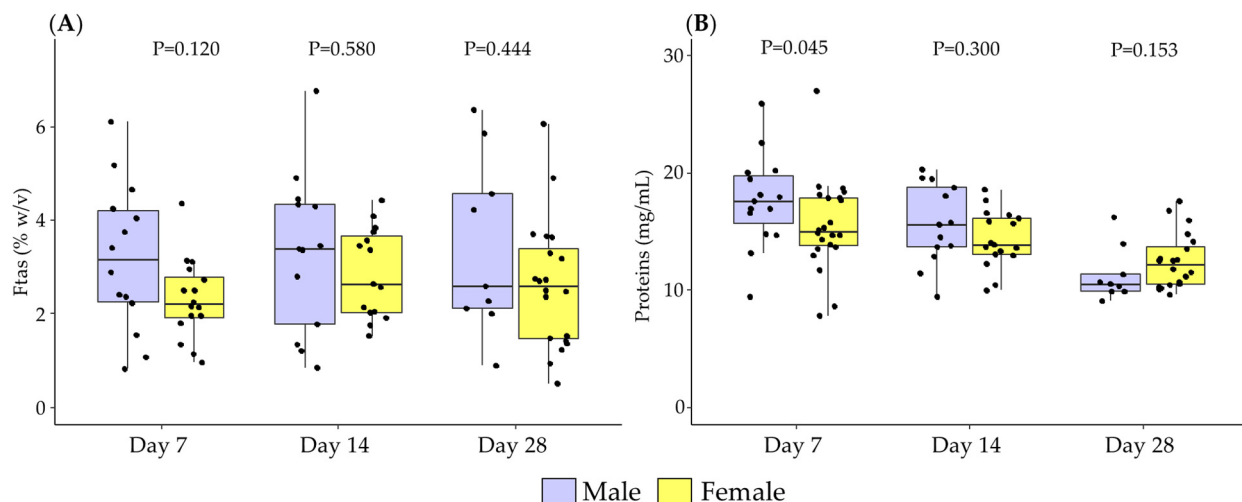 (A)
P=0.120 P=0.580 P=0.444
Ftas (% w/v)
6
4
2
0
Day 7 Day 14 Day 28
(B)
P=0.045 P=0.300 P=0.153
Proteins (mg/mL)
30
20
10
0
Day 7 Day 14 Day 28
Male Female